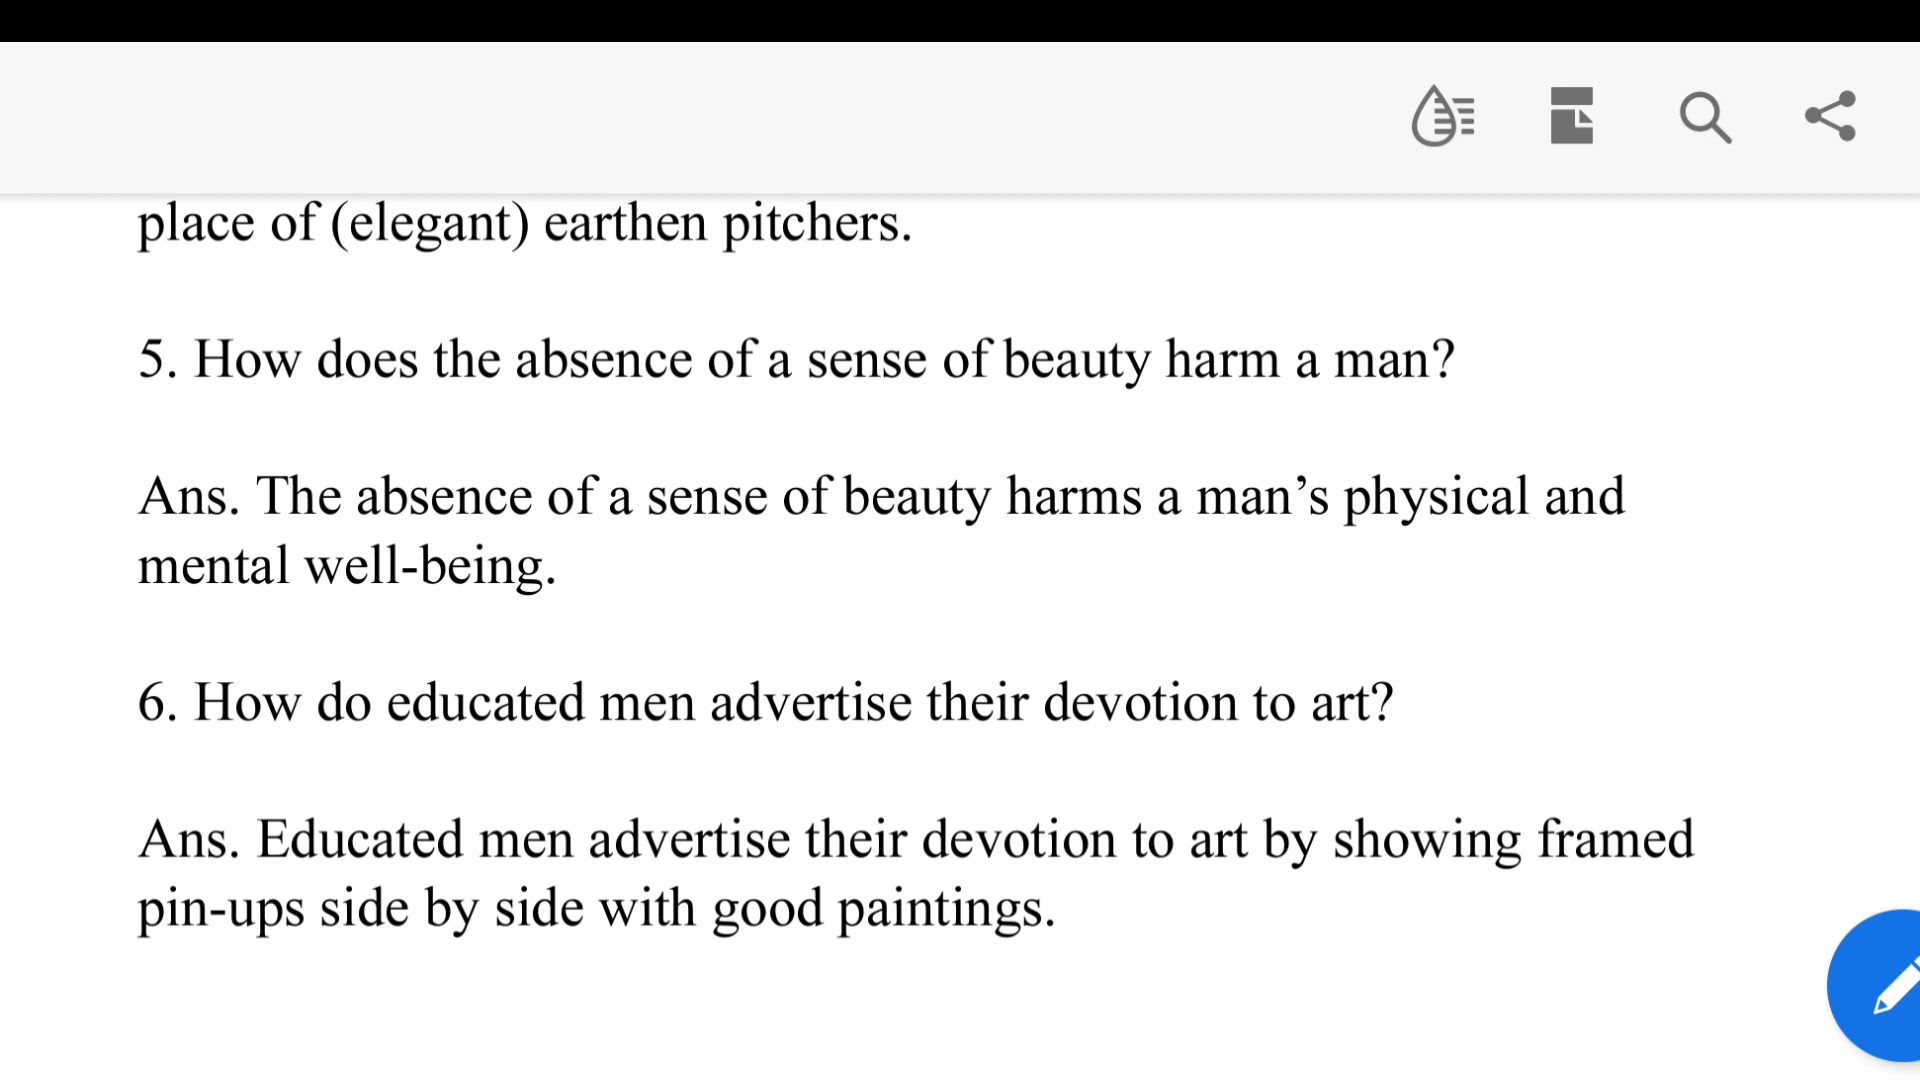 place of (elegant) earthen pitchers.
5. How does the absence of a sense of beauty harm a man?
Ans. The absence of a sense of beauty harms a man’s physical and
mental well-being.
6. How do educated men advertise their devotion to art?
Ans. Educated men advertise their devotion to art by showing framed
pin-ups side by side with good paintings.